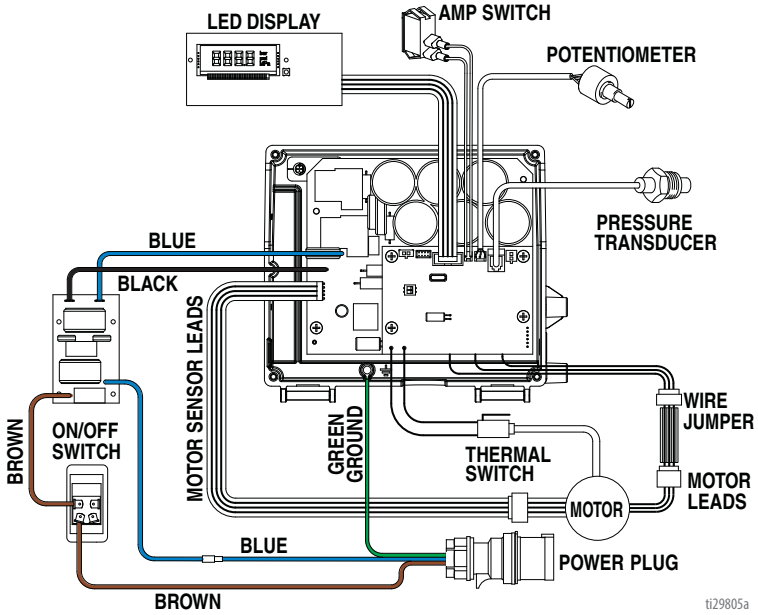 LED DISPLAY
AMP SWITCH
POTENTIOMETER
PRESSURE
TRANSDUCER
BLUE
BLACK
MOTOR SENSOR LEADS
BROWN
ON/OFF
SWITCH
GREEN
GROUND
THERMAL
SWITCH
WIRE
JUMPER
MOTOR
LEADS
MOTOR
BLUE
POWER PLUG
BROWN
ti29805a